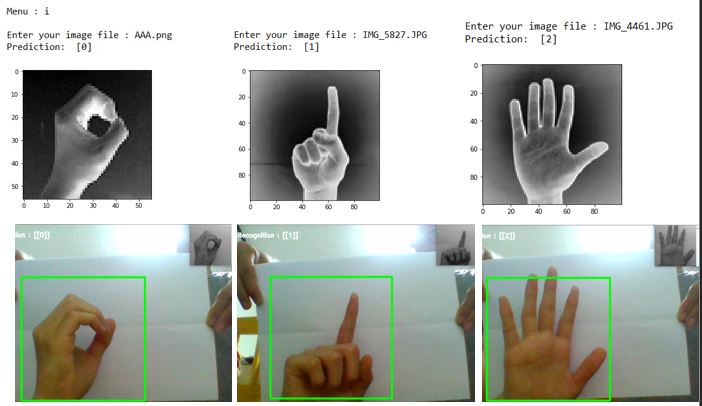 Menu : i
Enter your image file : AAA.png
Prediction:  [0]
Enter your image file : IMG_5827.JPG
Prediction:  [1]
Enter your image file : IMG_4461.JPG
Prediction:  [2]
0
10
20
30
40
50
0 10 20 30 40 50
0
20
40
60
80
0 20 40 60 80
0
20
40
60
80
0 20 40 60 80
tion : [[0]]
Recognition : [[1]]
on : [[2]]